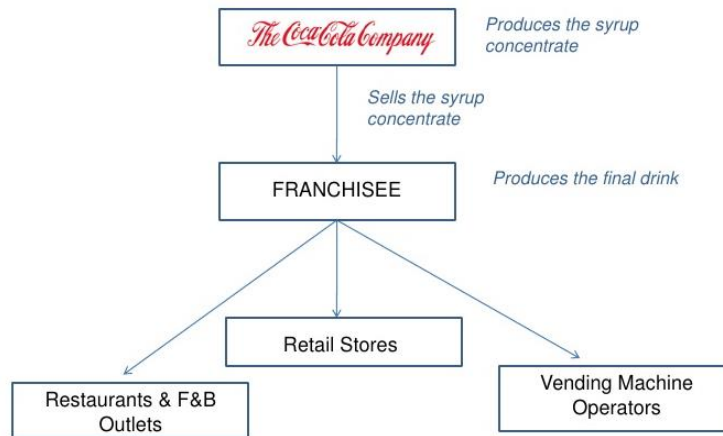 The Coca-Cola Company
Produces the syrup
concentrate
Sells the syrup
concentrate
FRANCHISEE
Produces the final drink
Retail Stores
Restaurants & F&B
Outlets
Vending Machine
Operators